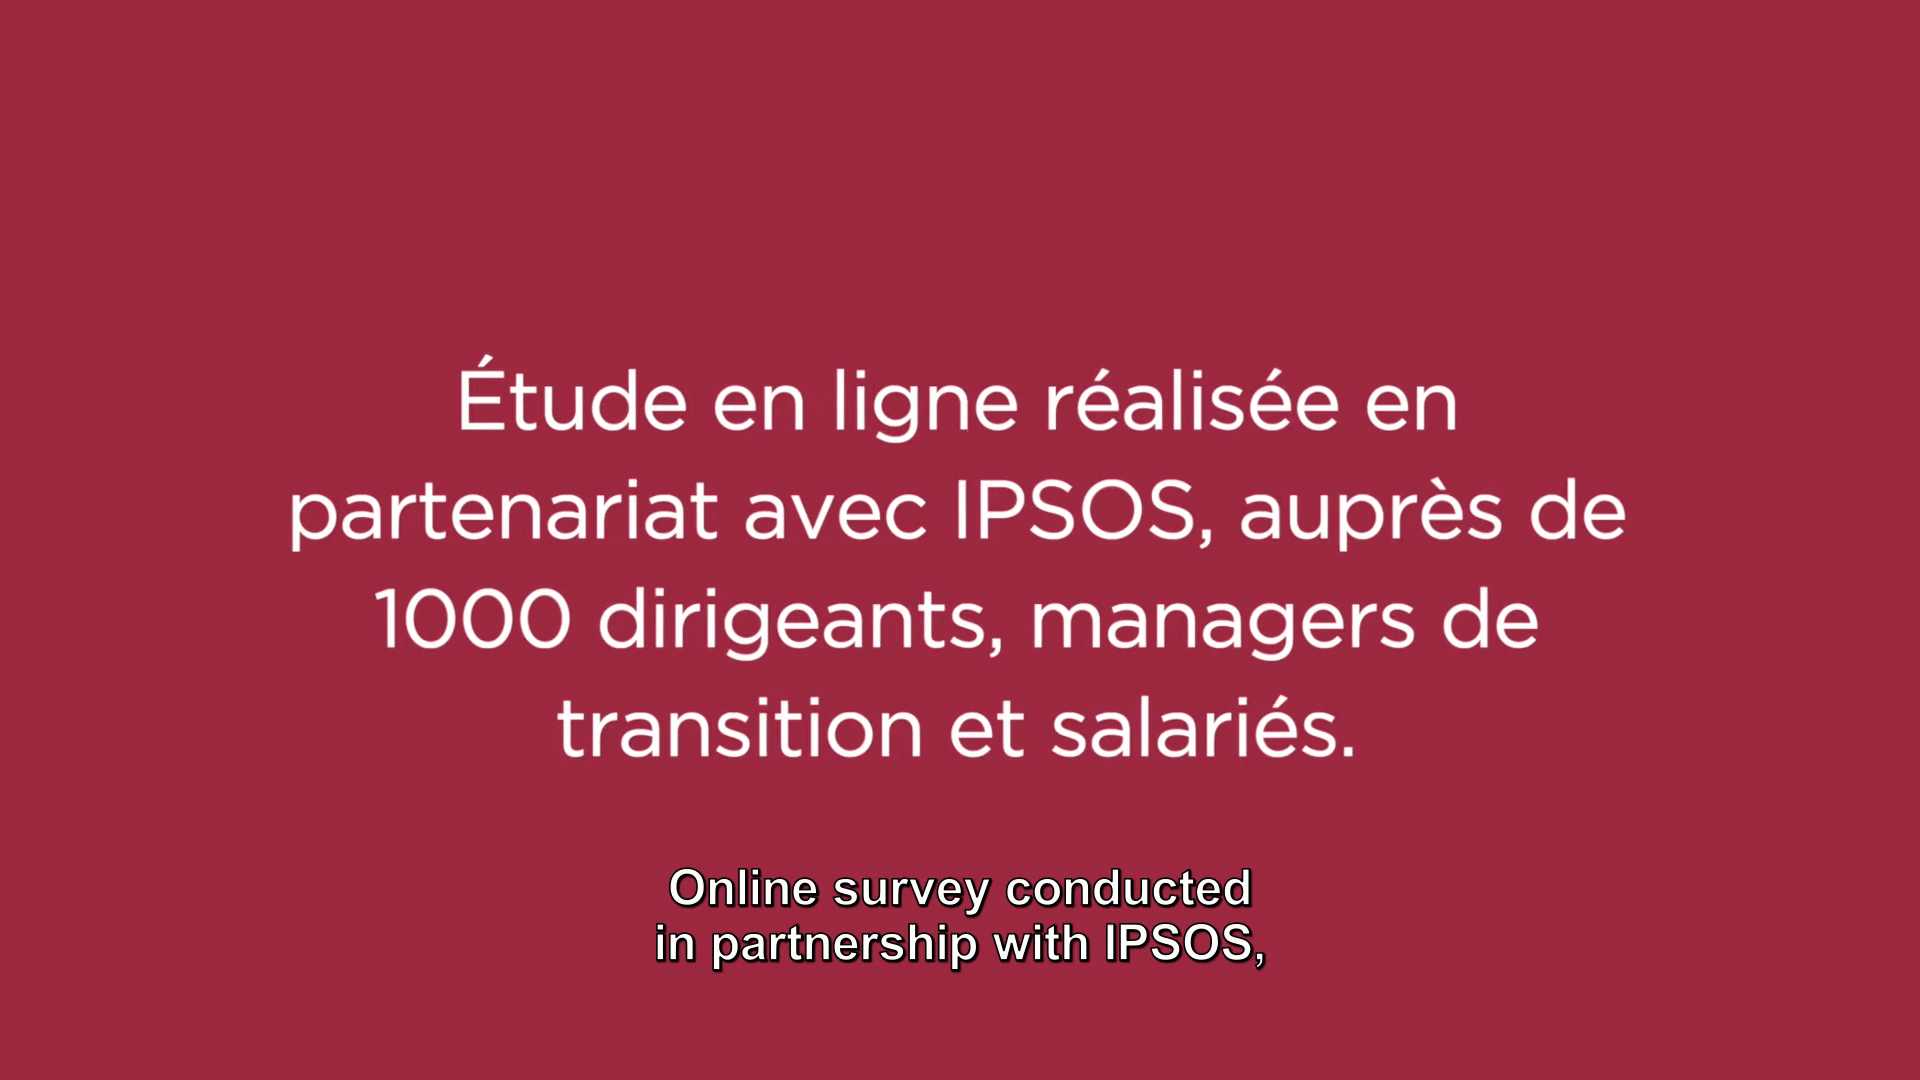 Étude en ligne réalisée en
partenariat avec IPSOS, auprès de
1000 dirigeants, managers de
transition et salariés.
Online survey conducted
in partnership with IPSOS,